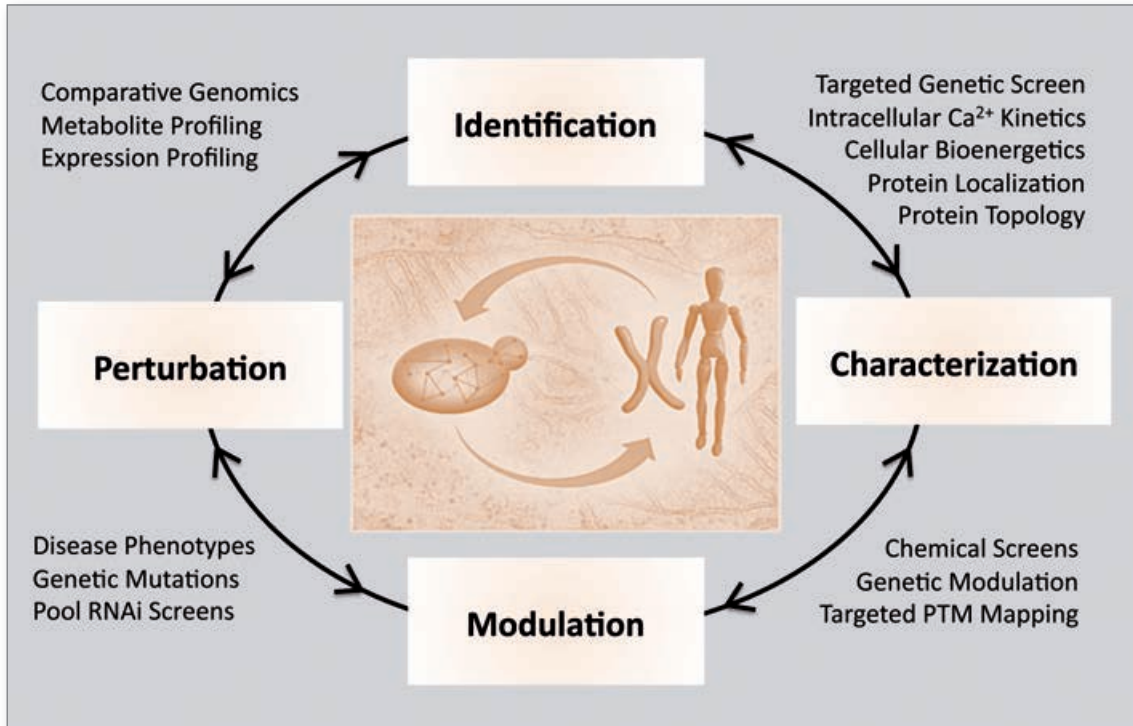 Comparative Genomics
Metabolite Profiling
Expression Profiling
Identification
Targeted Genetic Screen
Intracellular Ca²⁺ Kinetics
Cellular Bioenergetics
Protein Localization
Protein Topology
Perturbation
Characterization
Disease Phenotypes
Genetic Mutations
Pool RNAi Screens
Modulation
Chemical Screens
Genetic Modulation
Targeted PTM Mapping